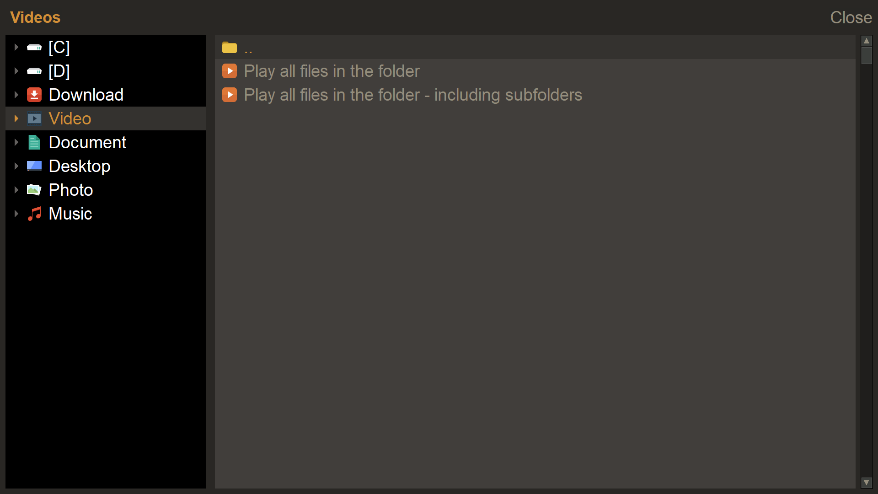 Videos
Close
[C]
[D]
Download
Video
Document
Desktop
Photo
Music
..
Play all files in the folder
Play all files in the folder - including subfolders